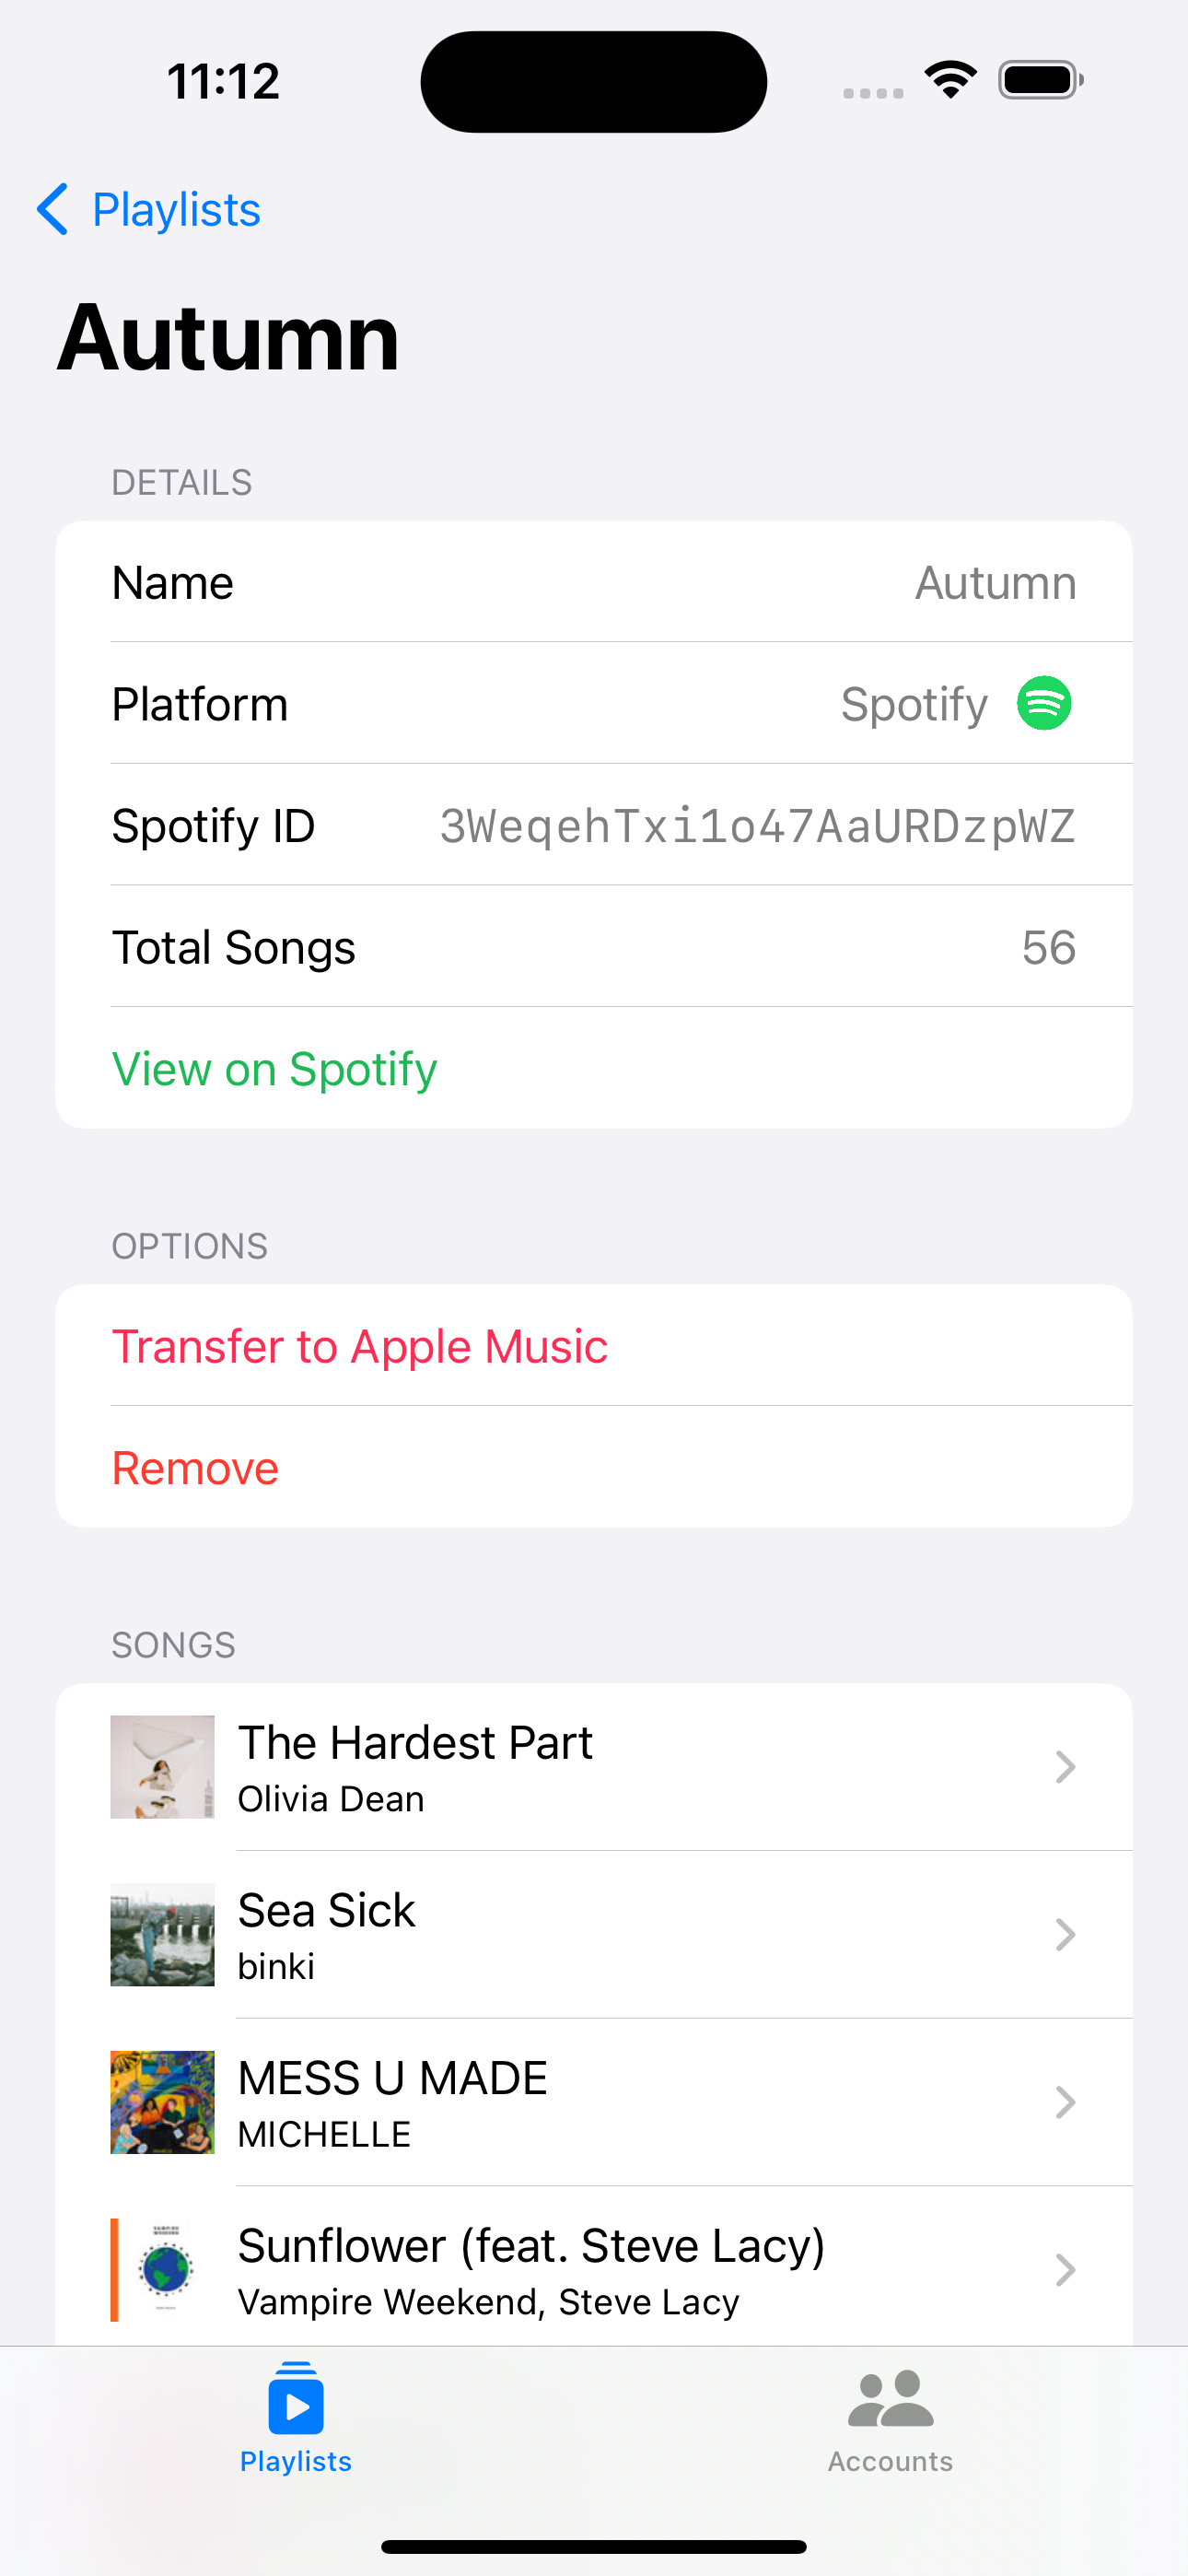 11:12
Playlists
Autumn
DETAILS
Name Autumn
Platform Spotify
Spotify ID 3WeqehTxi1o47AaURDzpWZ
Total Songs 56
View on Spotify
OPTIONS
Transfer to Apple Music
Remove
SONGS
The Hardest Part
Olivia Dean
Sea Sick
binki
MESS U MADE
MICHELLE
Sunflower (feat. Steve Lacy)
Vampire Weekend, Steve Lacy
Playlists Accounts